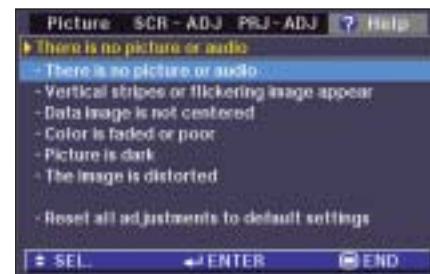 Picture SCR-ADJ PRJ-ADJ ? Help
There is no picture or audio
- There is no picture or audio
- Vertical stripes or flickering image appear
- Data image is not centered
- Color is faded or poor
- Picture is dark
- The image is distorted
- Reset all adjustments to default settings
SEL. ENTER END